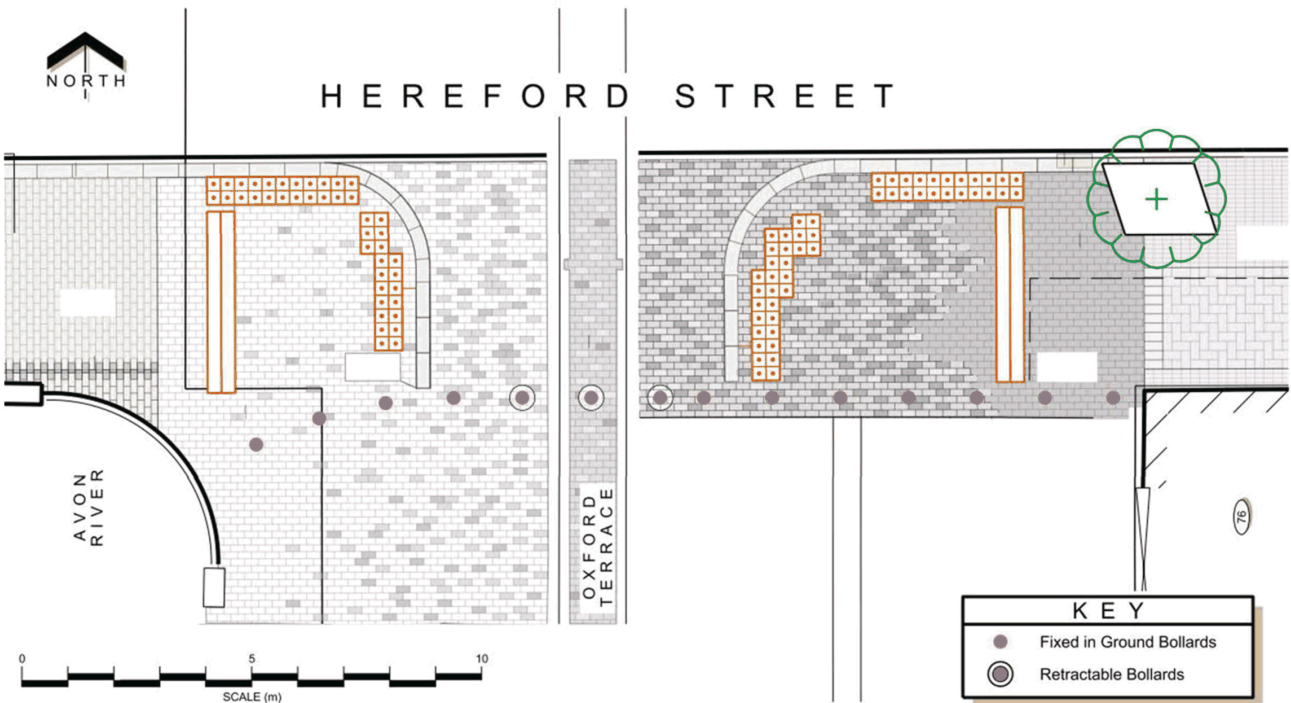 NORTH
HEREFORD STREET
AVON
RIVER
OXFORD
TERRACE
76
0 5 10
SCALE (m)
KEY
Fixed in Ground Bollards
Retractable Bollards